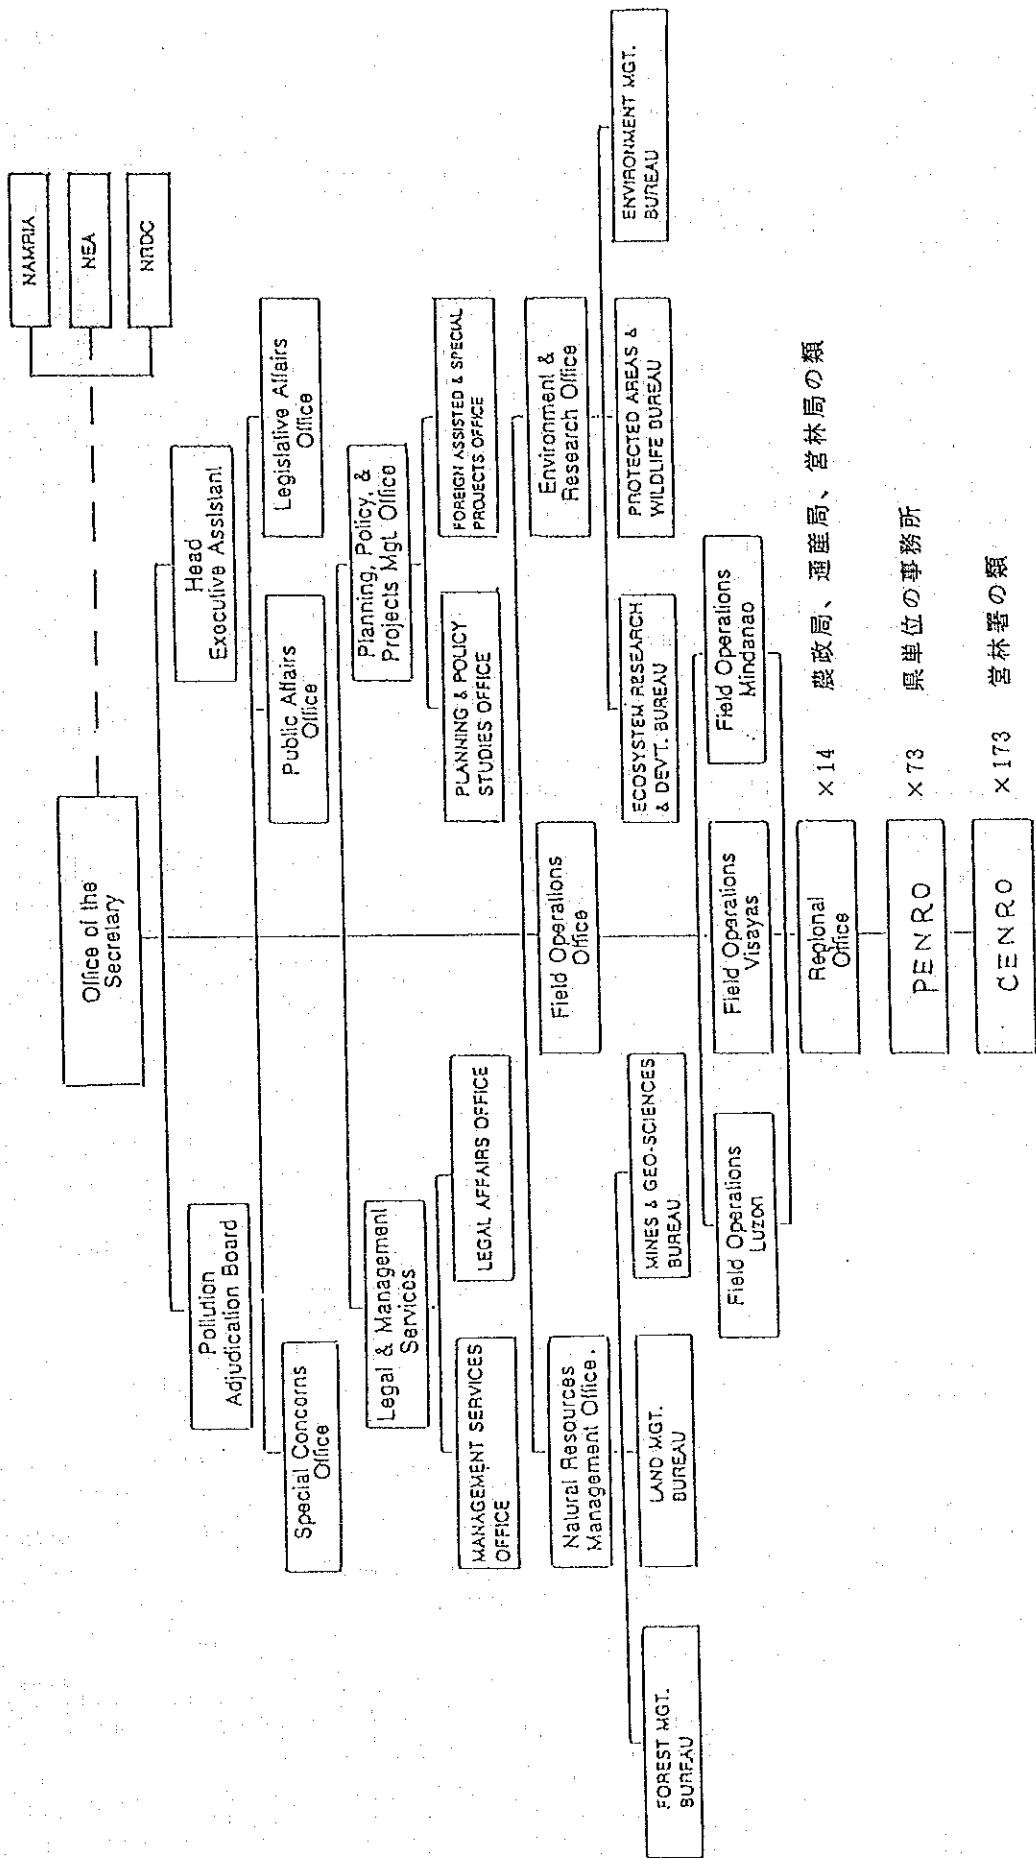 NAMRIA
NEA
NRDC
Office of the
Secretary
Pollution
Adjudication Board
Head
Executive Assistant
Special Concerns
Office
Public Affairs
Office
Legislative Affairs
Office
Legal & Management
Services
Planning, Policy, &
Projects Mgt. Office
MANAGEMENT SERVICES
OFFICE
LEGAL AFFAIRS OFFICE
PLANNING & POLICY
STUDIES OFFICE
FOREIGN ASSISTED & SPECIAL
PROJECTS OFFICE
Natural Resources
Management Office.
Field Operations
Office
Environment &
Research Office
FOREST MGT.
BUREAU
LAND MGT.
BUREAU
MINES & GEO-SCIENCES
BUREAU
ECOSYSTEM RESEARCH
& DEVT. BUREAU
PROTECTED AREAS &
WILDLIFE BUREAU
ENVIRONMENT MGT.
BUREAU
Field Operations
Luzon
Field Operations
Visayas
Field Operations
Mindanao
Regional
Office
×14 農政局、通産局、営林局の類
PENRO
×73 県単位の事務所
CENRO
×173 営林署の類